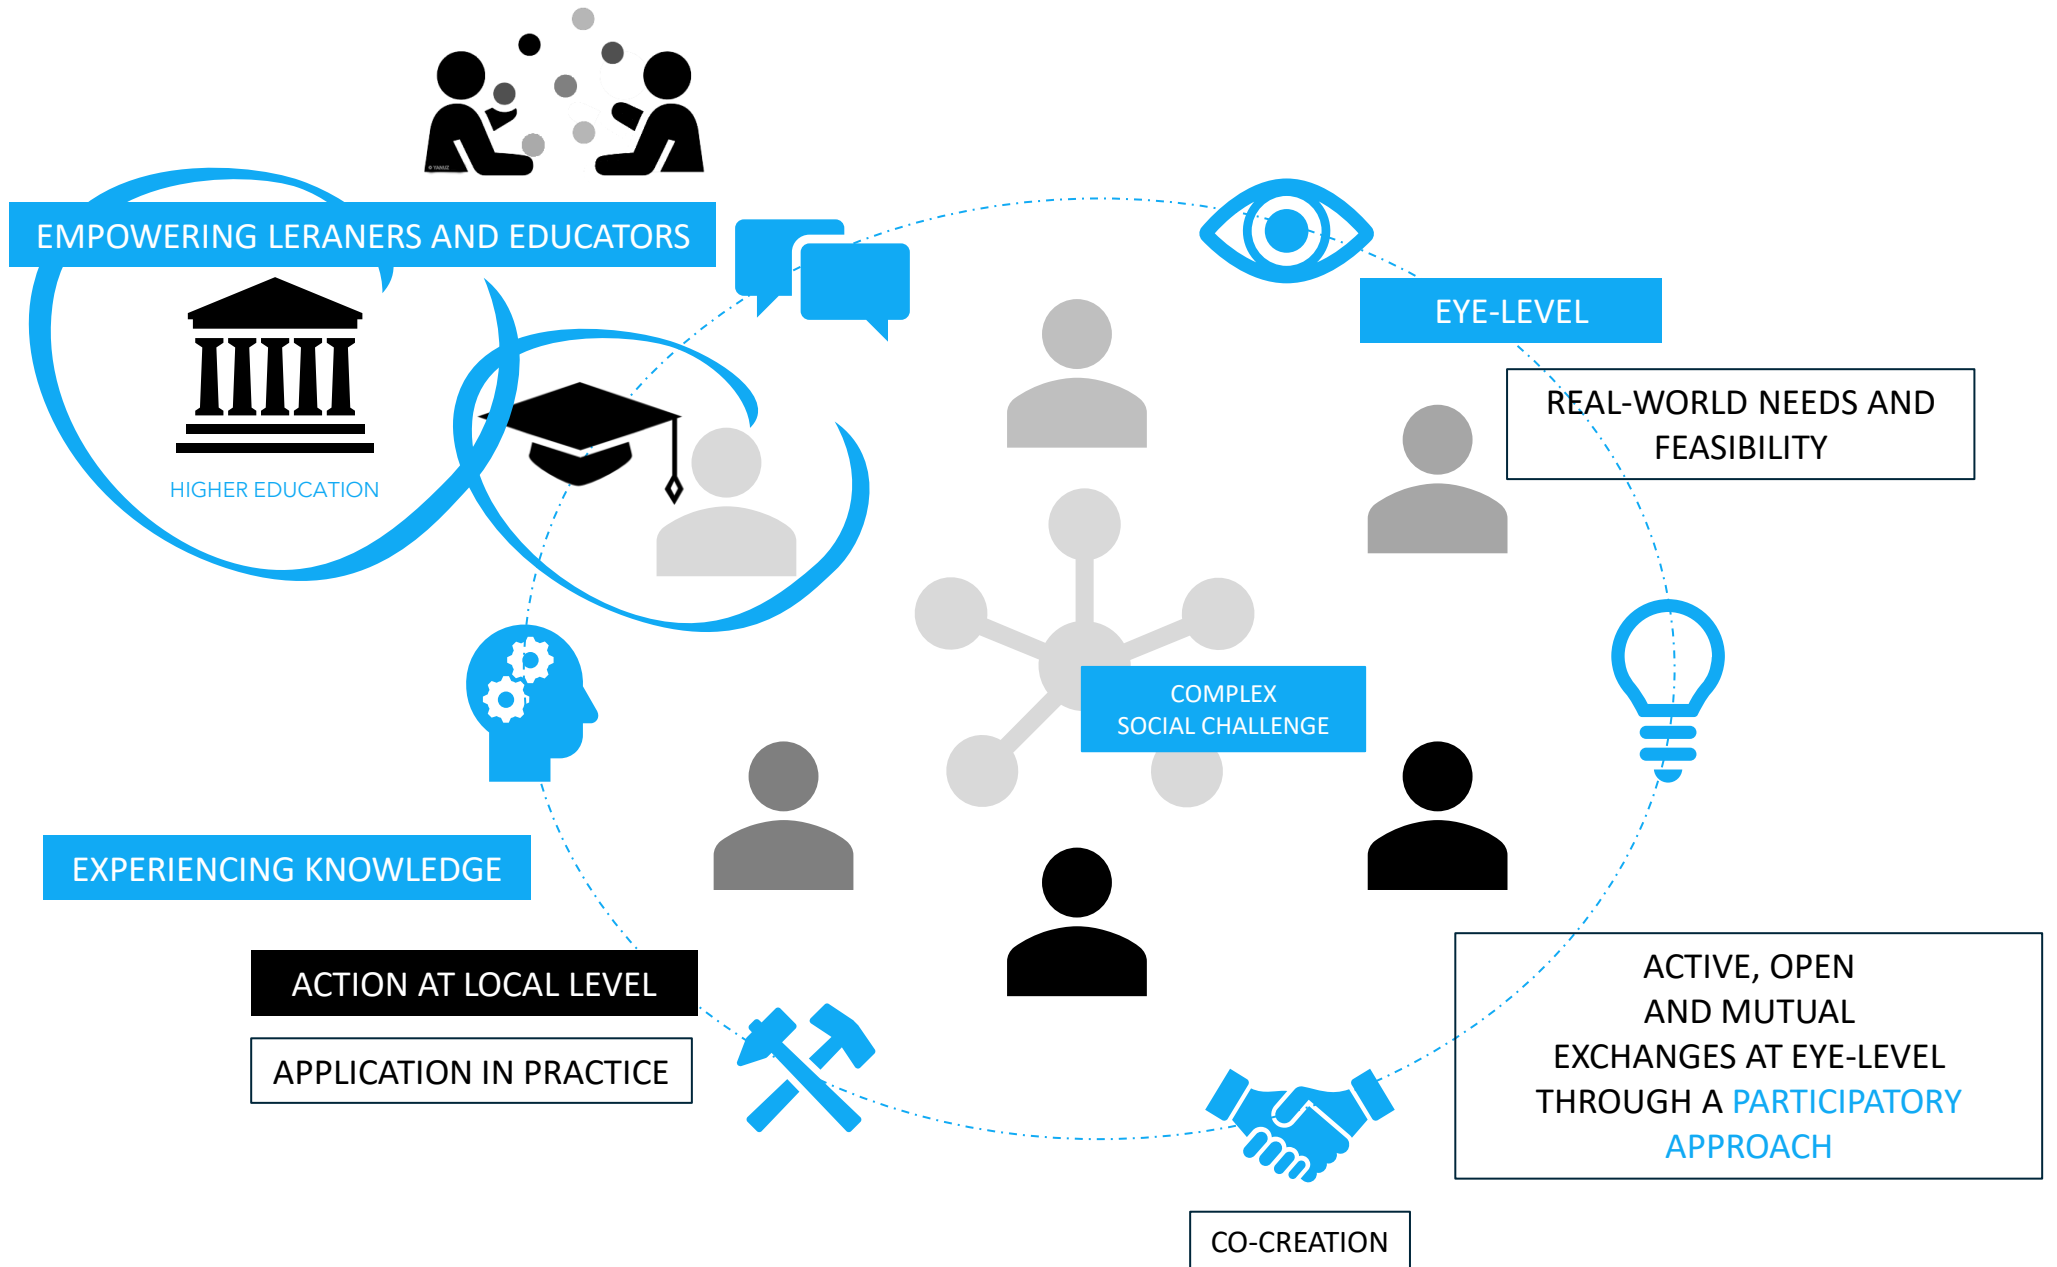 © YAHUZ
EMPOWERING LERANERS AND EDUCATORS
HIGHER EDUCATION
EYE-LEVEL
REAL-WORLD NEEDS AND
FEASIBILITY
COMPLEX
SOCIAL CHALLENGE
EXPERIENCING KNOWLEDGE
ACTION AT LOCAL LEVEL
APPLICATION IN PRACTICE
ACTIVE, OPEN
AND MUTUAL
EXCHANGES AT EYE-LEVEL
THROUGH A PARTICIPATORY
APPROACH
CO-CREATION